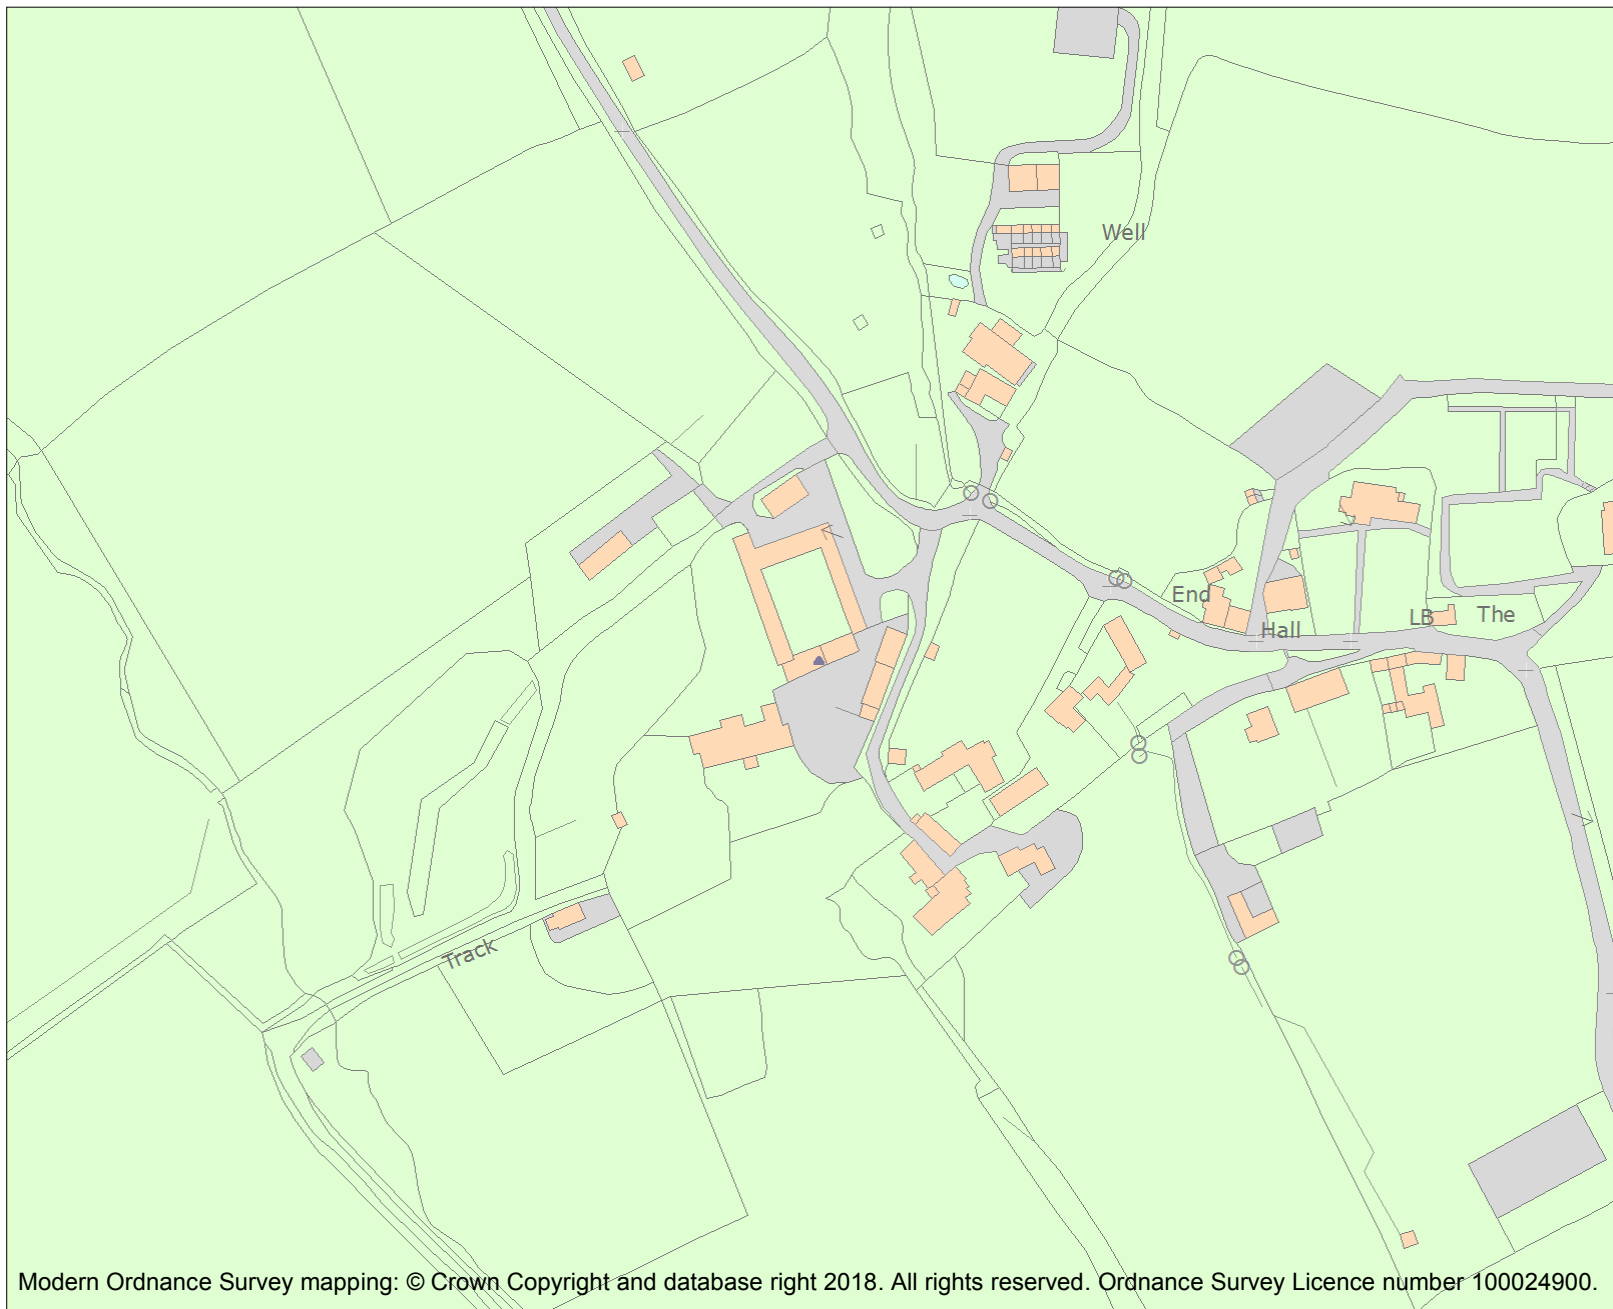 Well
End
LB
The
Hall
Track
Modern Ordnance Survey mapping: © Crown Copyright and database right 2018. All rights reserved. Ordnance Survey Licence number 100024900.